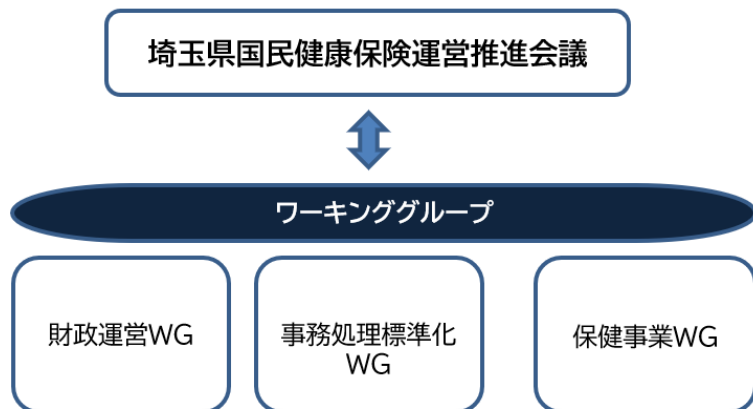 埼玉県国民健康保険運営推進会議
ワーキンググループ
財政運営WG
事務処理標準化
WG
保健事業WG